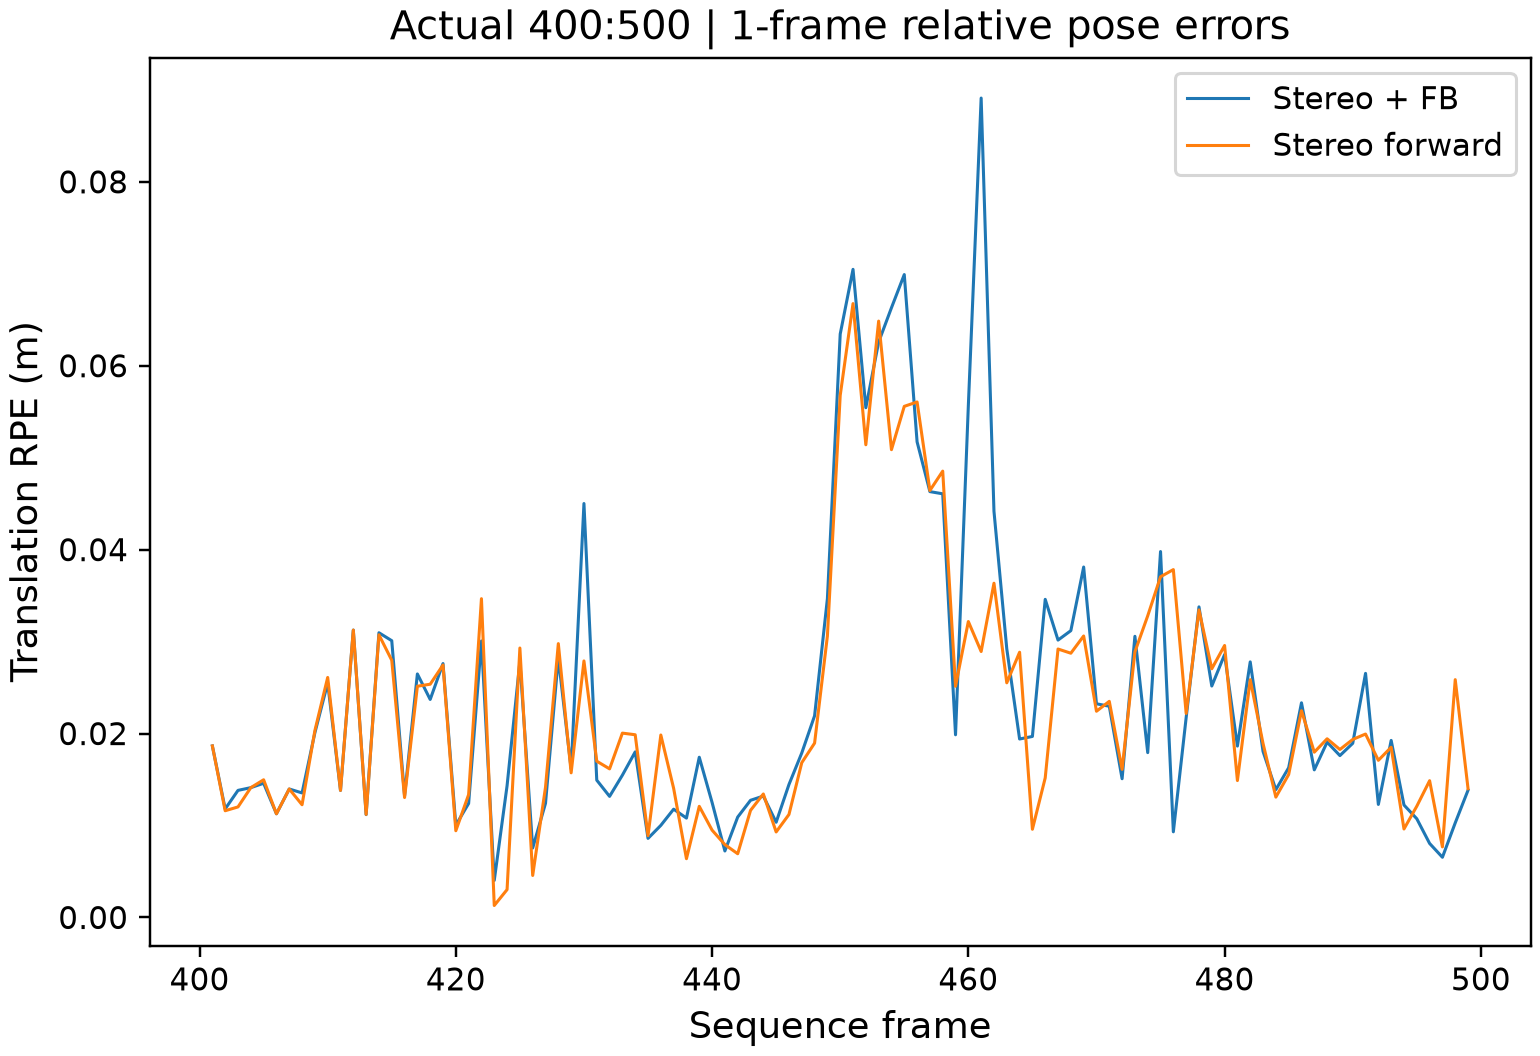 Actual 400:500 | 1-frame relative pose errors
Stereo + FB
Stereo forward
Translation RPE (m)
0.08
0.06
0.04
0.02
0.00
400 420 440 460 480 500
Sequence frame